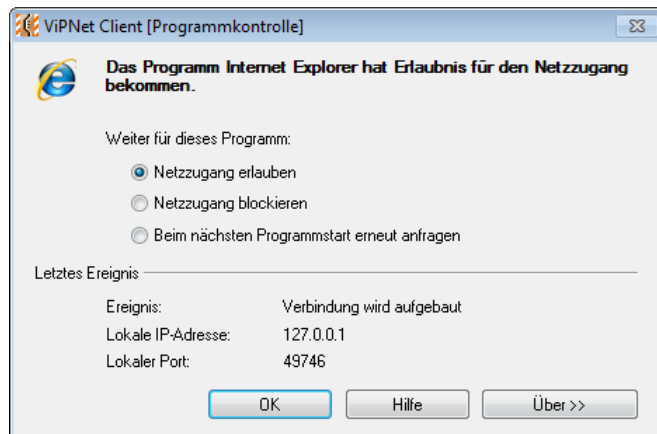 ViPNet Client [Programmkontrolle]
Das Programm Internet Explorer hat Erlaubnis für den Netzzugang
bekommen.
Weiter für dieses Programm:
Netzzugang erlauben
Netzzugang blockieren
Beim nächsten Programmstart erneut anfragen
Letztes Ereignis
Ereignis: Verbindung wird aufgebaut
Lokale IP-Adresse: 127.0.0.1
Lokaler Port: 49746
OK Hilfe Über >>